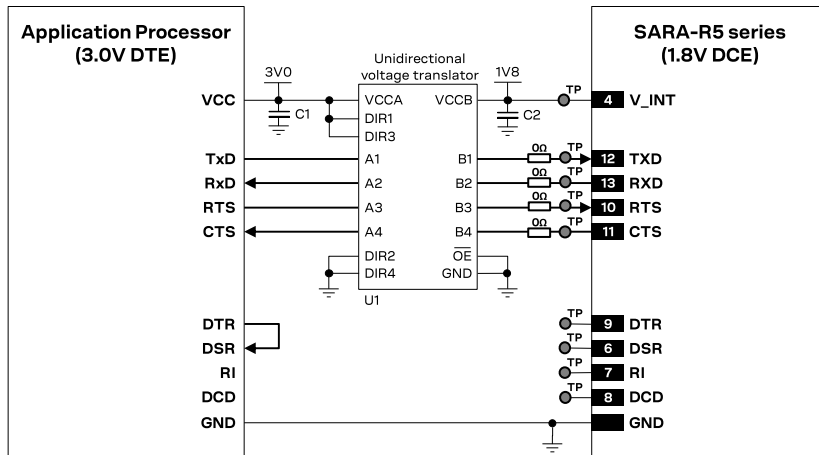 Application Processor
(3.0V DTE)
SARA-R5 series
(1.8V DCE)
Unidirectional
voltage translator
3V0
1V8
VCC
VCCA
VCCB
TP
4
V_INT
C1
DIR1
C2
DIR3
TxD
A1
B1
0Ω
TP
12
TXD
RxD
A2
B2
0Ω
TP
13
RXD
RTS
A3
B3
0Ω
TP
10
RTS
CTS
A4
B4
0Ω
TP
11
CTS
DIR2
OE
DIR4
GND
U1
DTR
TP
9
DTR
DSR
TP
6
DSR
RI
TP
7
RI
DCD
TP
8
DCD
GND
GND